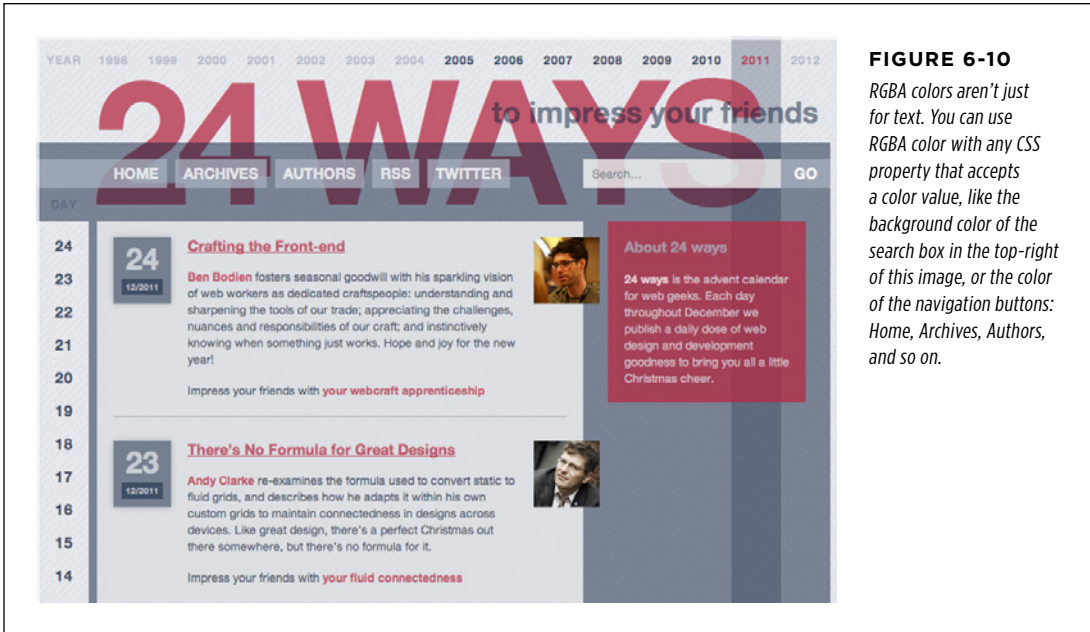 YEAR 1998 1999 2000 2001 2002 2003 2004 2005 2006 2007 2008 2009 2010 2011 2012
24 WAYS
to impress your friends
HOME ARCHIVES AUTHORS RSS TWITTER Search... GO
DAY
24
23
22
21
20
19
18
17
16
15
14
24
12/2011
Crafting the Front-end
Ben Bodien fosters seasonal goodwill with his sparkling vision
of web workers as dedicated craftspeople: understanding and
sharpening the tools of our trade; appreciating the challenges,
nuances and responsibilities of our craft; and instinctively
knowing when something just works. Hope and joy for the new
year!
Impress your friends with your webcraft apprenticeship
23
12/2011
There's No Formula for Great Designs
Andy Clarke re-examines the formula used to convert static to
fluid grids, and describes how he adapts it within his own
custom grids to maintain connectedness in designs across
devices. Like great design, there's a perfect Christmas out
there somewhere, but there's no formula for it.
Impress your friends with your fluid connectedness
About 24 ways
24 ways is the advent calendar
for web geeks. Each day
throughout December we
publish a daily dose of web
design and development
goodness to bring you all a little
Christmas cheer.
FIGURE 6-10
RGBA colors aren't just
for text. You can use
RGBA color with any CSS
property that accepts
a color value, like the
background color of the
search box in the top-right
of this image, or the color
of the navigation buttons:
Home, Archives, Authors,
and so on.